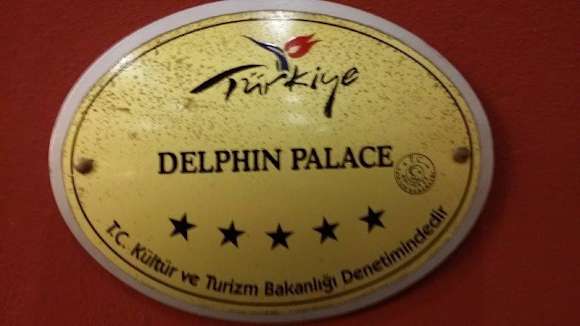 Türkiye
DELPHIN PALACE
T.C. Kültür ve Turizm Bakanlığı Denetimindedir